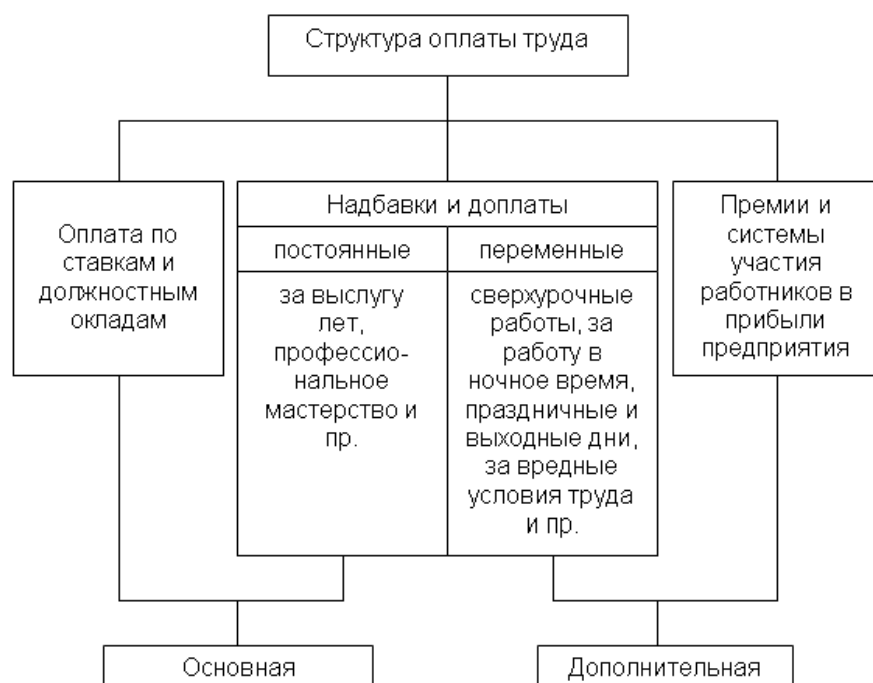 Структура оплаты труда
Оплата по
ставкам и
должностным
окладам
Надбавки и доплаты
постоянные
за выслугу
лет,
профессио-
нальное
мастерство и
пр.
переменные
сверхурочные
работы, за
работу в
ночное время,
праздничные и
выходные дни,
за вредные
условия труда
и пр.
Премии и
системы
участия
работников в
прибыли
предприятия
Основная
Дополнительная